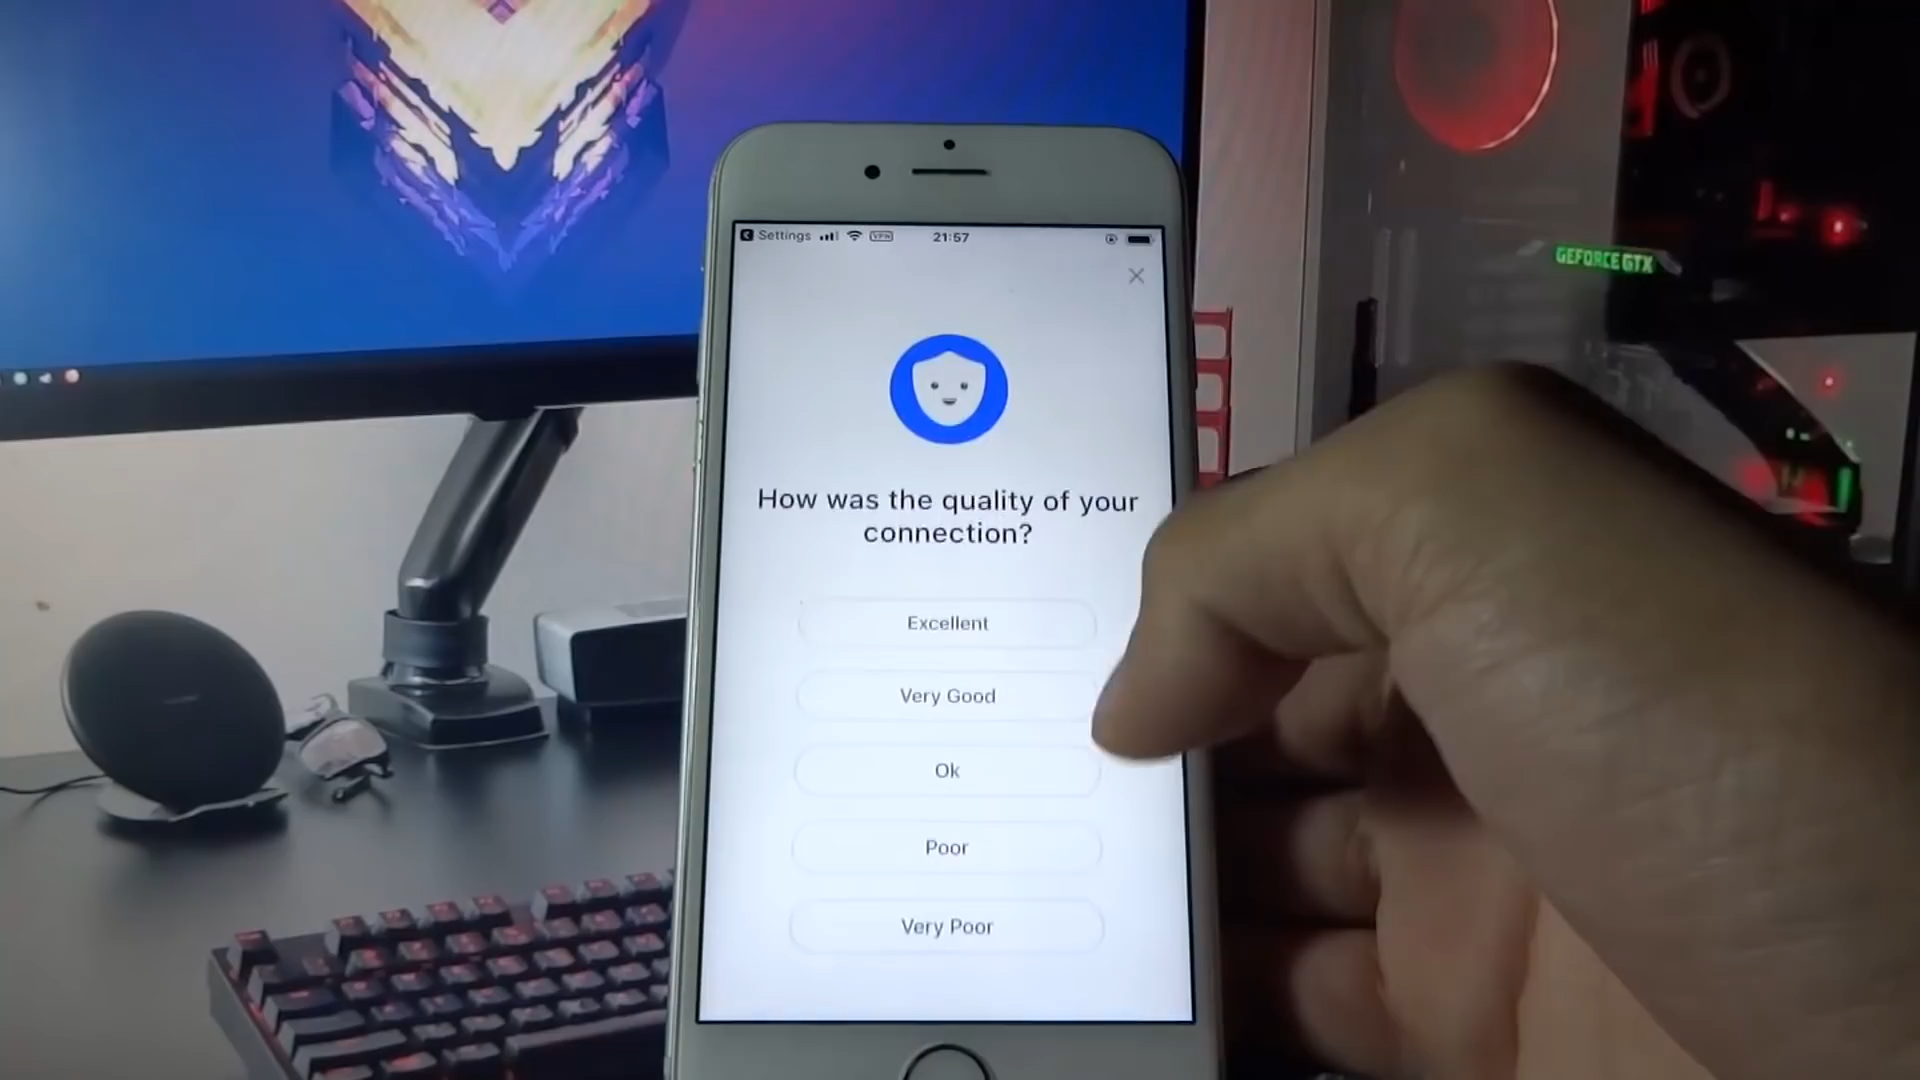 Settings
VPN
21:57
GEFORCE GTX
How was the quality of your
connection?
Excellent
Very Good
Ok
Poor
Very Poor